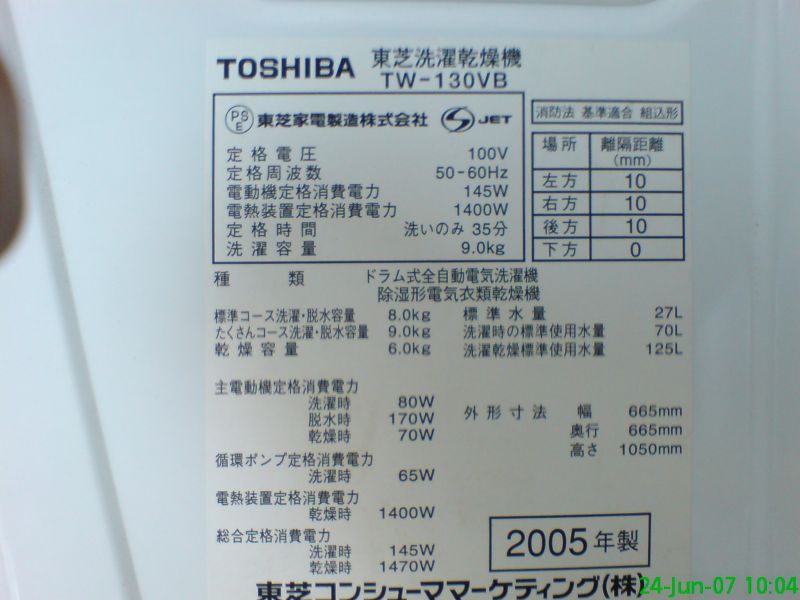 TOSHIBA 東芝洗濯乾燥機
TW-130VB
PS
E
東芝家電製造株式会社
S JET
定格電圧 100V
定格周波数 50-60Hz
電動機定格消費電力 145W
電熱装置定格消費電力 1400W
定格時間 洗いのみ 35分
洗濯容量 9.0kg
消防法 基準適合 組込形
場所 離隔距離
(mm)
左方 10
右方 10
後方 10
下方 0
種類 ドラム式全自動電気洗濯機
除湿形電気衣類乾燥機
標準コース洗濯・脱水容量 8.0kg
たくさんコース洗濯・脱水容量 9.0kg
乾燥容量 6.0kg
標準水量 27L
洗濯時の標準使用水量 70L
洗濯乾燥標準使用水量 125L
主電動機定格消費電力
洗濯時 80W
脱水時 170W
乾燥時 70W
外形寸法 幅 665mm
奥行 665mm
高さ 1050mm
循環ポンプ定格消費電力
洗濯時 65W
電熱装置定格消費電力
乾燥時 1400W
総合定格消費電力
洗濯時 145W
乾燥時 1470W
2005年製
東芝コンシューママーケティング(株)
24-Jun-07 10:04